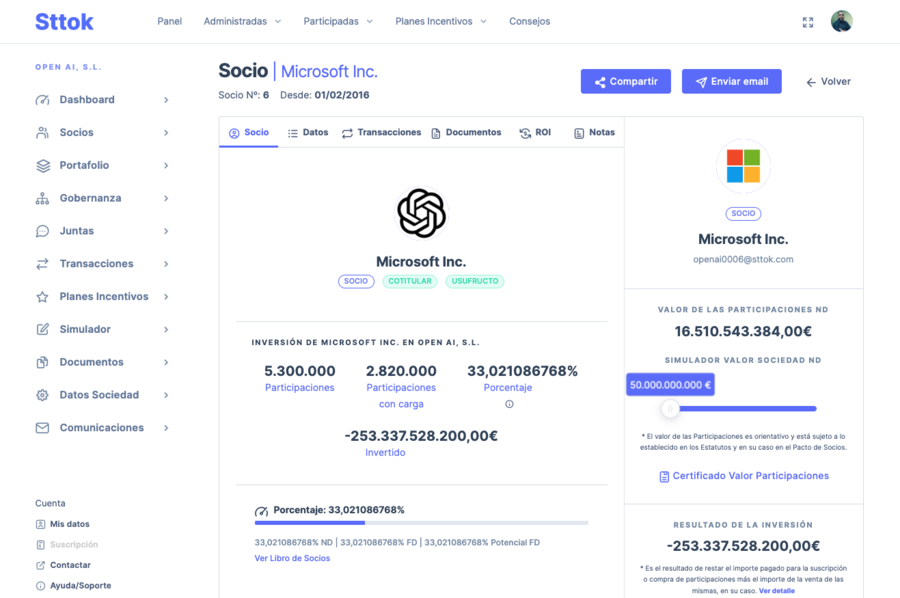 Sttok
Panel
Administradas
Participadas
Planes Incentivos
Consejos
OPEN AI, S.L.
Dashboard
Socios
Portafolio
Gobernanza
Juntas
Transacciones
Planes Incentivos
Simulador
Documentos
Datos Sociedad
Comunicaciones
Cuenta
Mis datos
Suscripción
Contactar
Ayuda/Soporte
Socio | Microsoft Inc.
Socio Nº: 6 Desde: 01/02/2016
Compartir
Enviar email
Volver
Socio
Datos
Transacciones
Documentos
ROI
Notas
Microsoft Inc.
SOCIO
COTITULAR
USUFRUCTO
INVERSIÓN DE MICROSOFT INC. EN OPEN AI, S.L.
5.300.000
Participaciones
2.820.000
Participaciones
con carga
33,021086768%
Porcentaje
-253.337.528.200,00€
Invertido
Porcentaje: 33,021086768%
33,021086768% ND | 33,021086768% FD | 33,021086768% Potencial FD
Ver Libro de Socios
SOCIO
Microsoft Inc.
openai0006@sttok.com
VALOR DE LAS PARTICIPACIONES ND
16.510.543.384,00€
SIMULADOR VALOR SOCIEDAD ND
50.000.000.000 €
* El valor de las Participaciones es orientativo y está sujeto a lo
establecido en los Estatutos y en su caso en el Pacto de Socios.
Certificado Valor Participaciones
RESULTADO DE LA INVERSIÓN
-253.337.528.200,00€
* Es el resultado de restar el importe pagado para la suscripción
o compra de participaciones más el importe de la venta de las
mismas, en su caso. Ver detalle